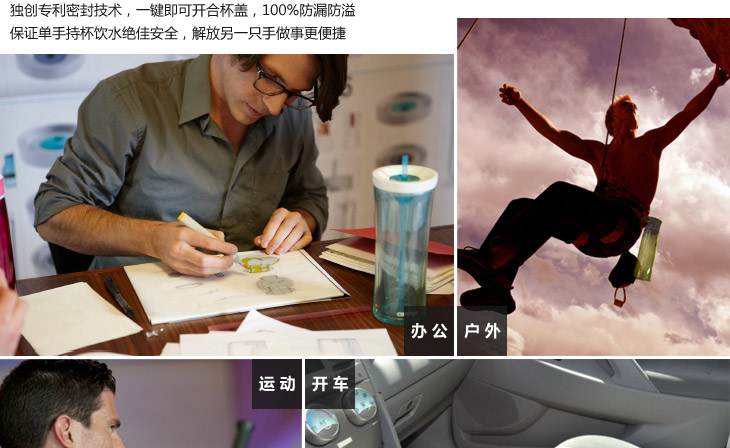 独创专利密封技术，一键即可开合杯盖，100%防漏防溢
保证单手持杯饮水绝佳安全，解放另一只手做事更便捷
办公
户外
运动
开车